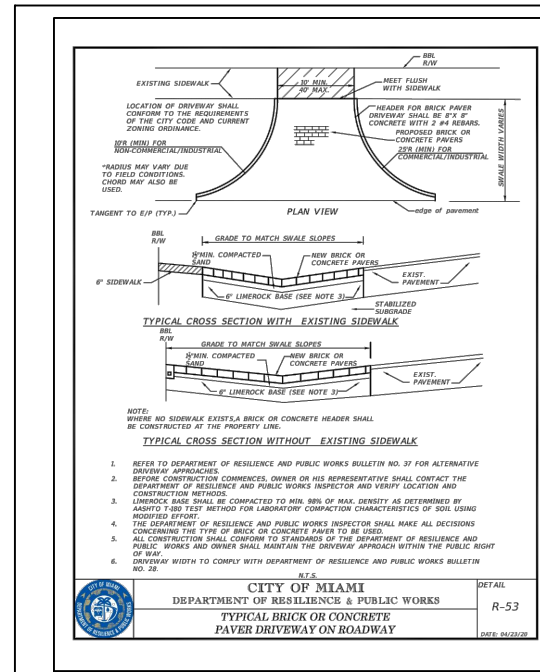 BBL
R/W
EXISTING SIDEWALK
10' MIN.
40' MAX.
MEET FLUSH
WITH SIDEWALK
LOCATION OF DRIVEWAY SHALL
CONFORM TO THE REQUIREMENTS
OF THE CITY CODE AND CURRENT
ZONING ORDINANCE.
HEADER FOR BRICK PAVER
DRIVEWAY SHALL BE 8"X 8"
CONCRETE WITH 2 #4 REBARS.
PROPOSED BRICK OR
CONCRETE PAVERS
10'R (MIN) FOR
NON-COMMERCIAL/INDUSTRIAL
25'R (MIN) FOR
COMMERCIAL/INDUSTRIAL
SWALE WIDTH VARIES
*RADIUS MAY VARY DUE
TO FIELD CONDITIONS.
CHORD MAY ALSO BE
USED.
TANGENT TO E/P (TYP.)
PLAN VIEW
edge of pavement
BBL
R/W
GRADE TO MATCH SWALE SLOPES
MIN. COMPACTED
SAND
NEW BRICK OR
CONCRETE PAVERS
6" SIDEWALK
EXIST.
PAVEMENT
6" LIMEROCK BASE (SEE NOTE 3)
STABILIZED
SUBGRADE
TYPICAL CROSS SECTION WITH EXISTING SIDEWALK
BBL
R/W
GRADE TO MATCH SWALE SLOPES
MIN. COMPACTED
SAND
NEW BRICK OR
CONCRETE PAVERS
EXIST.
PAVEMENT
6" LIMEROCK BASE (SEE NOTE 3)
NOTE:
WHERE NO SIDEWALK EXISTS,A BRICK OR CONCRETE HEADER SHALL
BE CONSTRUCTED AT THE PROPERTY LINE.
TYPICAL CROSS SECTION WITHOUT EXISTING SIDEWALK
1. REFER TO DEPARTMENT OF RESILIENCE AND PUBLIC WORKS BULLETIN NO. 37 FOR ALTERNATIVE
DRIVEWAY APPROACHES.
2. BEFORE CONSTRUCTION COMMENCES, OWNER OR HIS REPRESENTATIVE SHALL CONTACT THE
DEPARTMENT OF RESILIENCE AND PUBLIC WORKS INSPECTOR AND VERIFY LOCATION AND
CONSTRUCTION METHODS.
3. LIMEROCK BASE SHALL BE COMPACTED TO MIN. 98% OF MAX. DENSITY AS DETERMINED BY
AASHTO T-180 TEST METHOD FOR LABORATORY COMPACTION CHARACTERISTICS OF SOIL USING
MODIFIED EFFORT.
4. THE DEPARTMENT OF RESILIENCE AND PUBLIC WORKS INSPECTOR SHALL MAKE ALL DECISIONS
CONCERNING THE TYPE OF BRICK OR CONCRETE PAVER TO BE USED.
5. ALL CONSTRUCTION SHALL CONFORM TO STANDARDS OF THE DEPARTMENT OF RESILIENCE AND
PUBLIC WORKS AND OWNER SHALL MAINTAIN THE DRIVEWAY APPROACH WITHIN THE PUBLIC RIGHT
OF WAY.
6. DRIVEWAY WIDTH TO COMPLY WITH DEPARTMENT OF RESILIENCE AND PUBLIC WORKS BULLETIN
NO. 28.
N.T.S.
CITY OF MIAMI
DEPARTMENT OF RESILIENCE & PUBLIC WORKS
CITY OF MIAMI
DEPARTMENT OF RESILIENCE & PUBLIC WORKS
TYPICAL BRICK OR CONCRETE
PAVER DRIVEWAY ON ROADWAY
DETAIL
R-53
DATE: 04/23/20